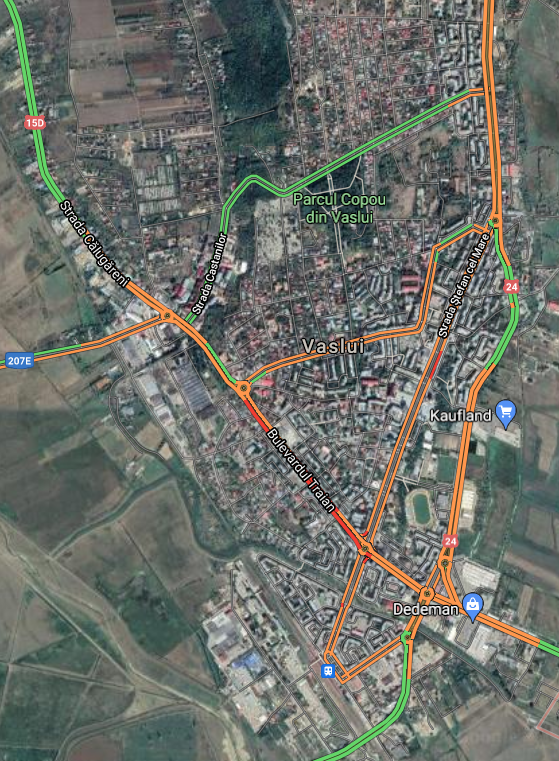 15D
Parcul Copou
din Vaslui
Strada Călugăreni
Strada Castanilor
Strada Ștefan cel Mare
24
207E
Vaslui
Kaufland
Bulevardul Traian
24
Dedeman